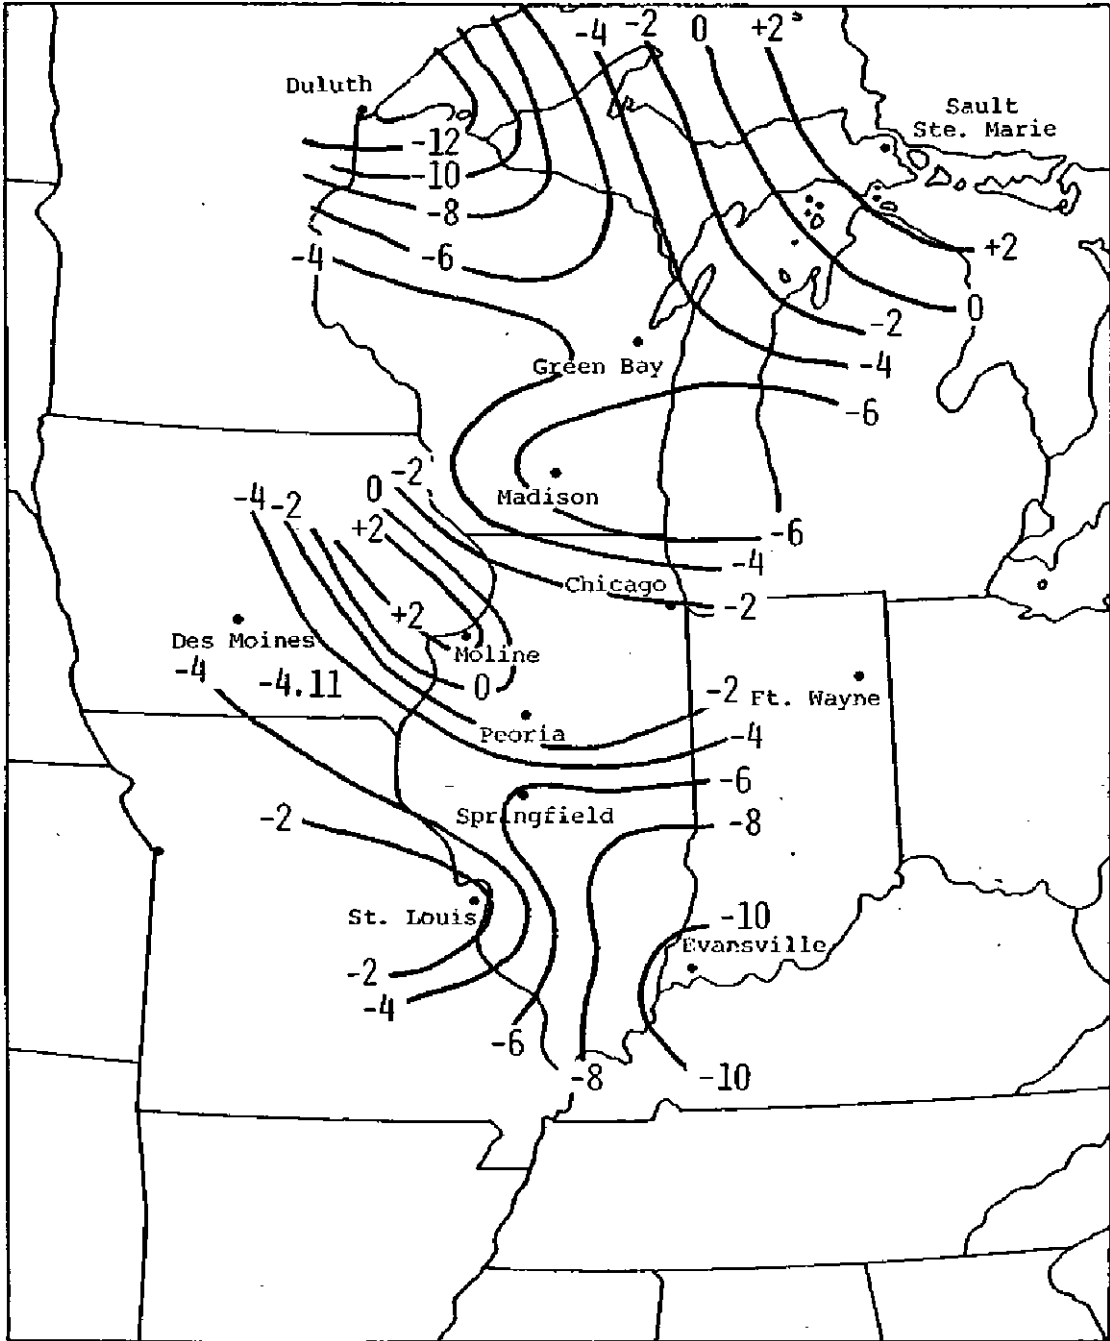 -4 -2 0 +2
Duluth
Sault
Ste. Marie
-12
-10
-8
-6
-4
+2
0
-2
-4
Green Bay
-6
-2
0
-4 -2
+2
Madison
-6
-4
Chicago
-2
+2
Des Moines
Moline
-4
-4.11
0
-2
Ft. Wayne
Peoria
-4
-6
Springfield
-2
-8
St. Louis
-10
Evansville
-2
-4
-6
-8
-10